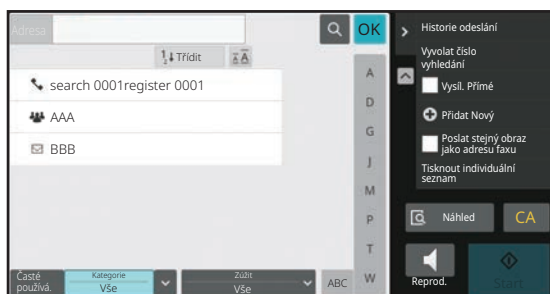 Adresa
OK
Třídit
search 0001register 0001
AAA
BBB
A
D
G
J
M
P
T
W
Časté
používá.
Kategorie
Vše
Zúžit
Vše
ABC
Historie odeslání
Vyvolat číslo
vyhledání
Vysíl. Přímé
Přidat Nový
Poslat stejný obraz
jako adresu faxu
Tisknout individuální
seznam
Náhled
CA
Reprod.
Start